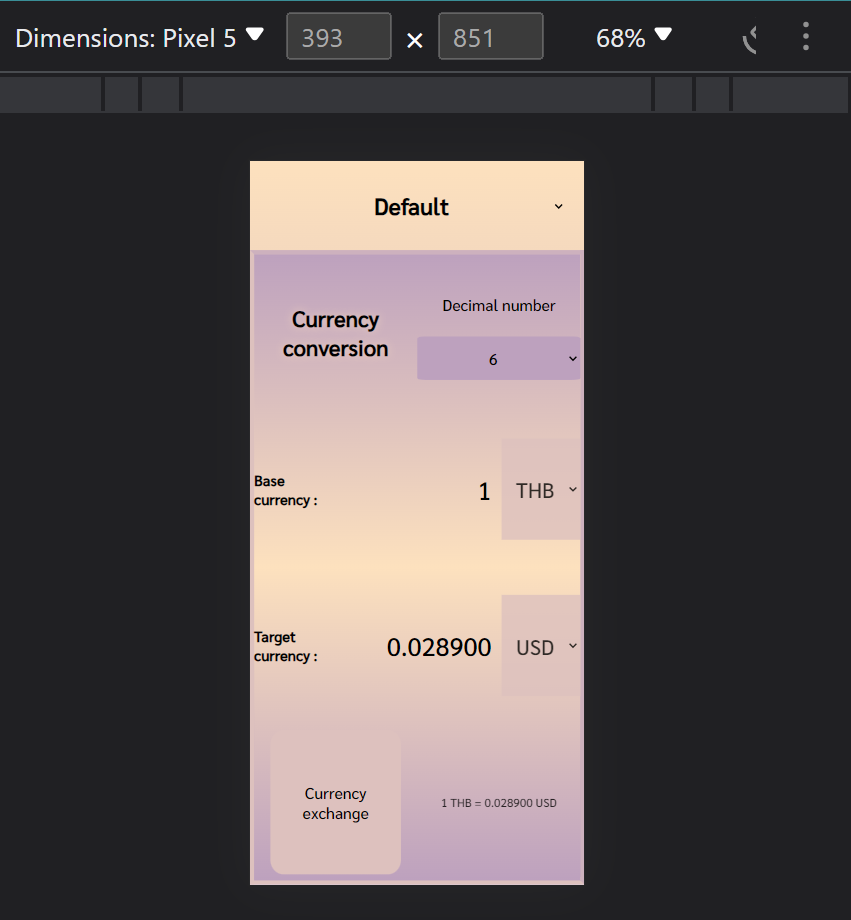 Dimensions: Pixel 5 393 × 851 68%
Default
Currency
conversion
Decimal number
6
Base
currency :
1 THB
Target
currency :
0.028900 USD
Currency
exchange
1 THB = 0.028900 USD